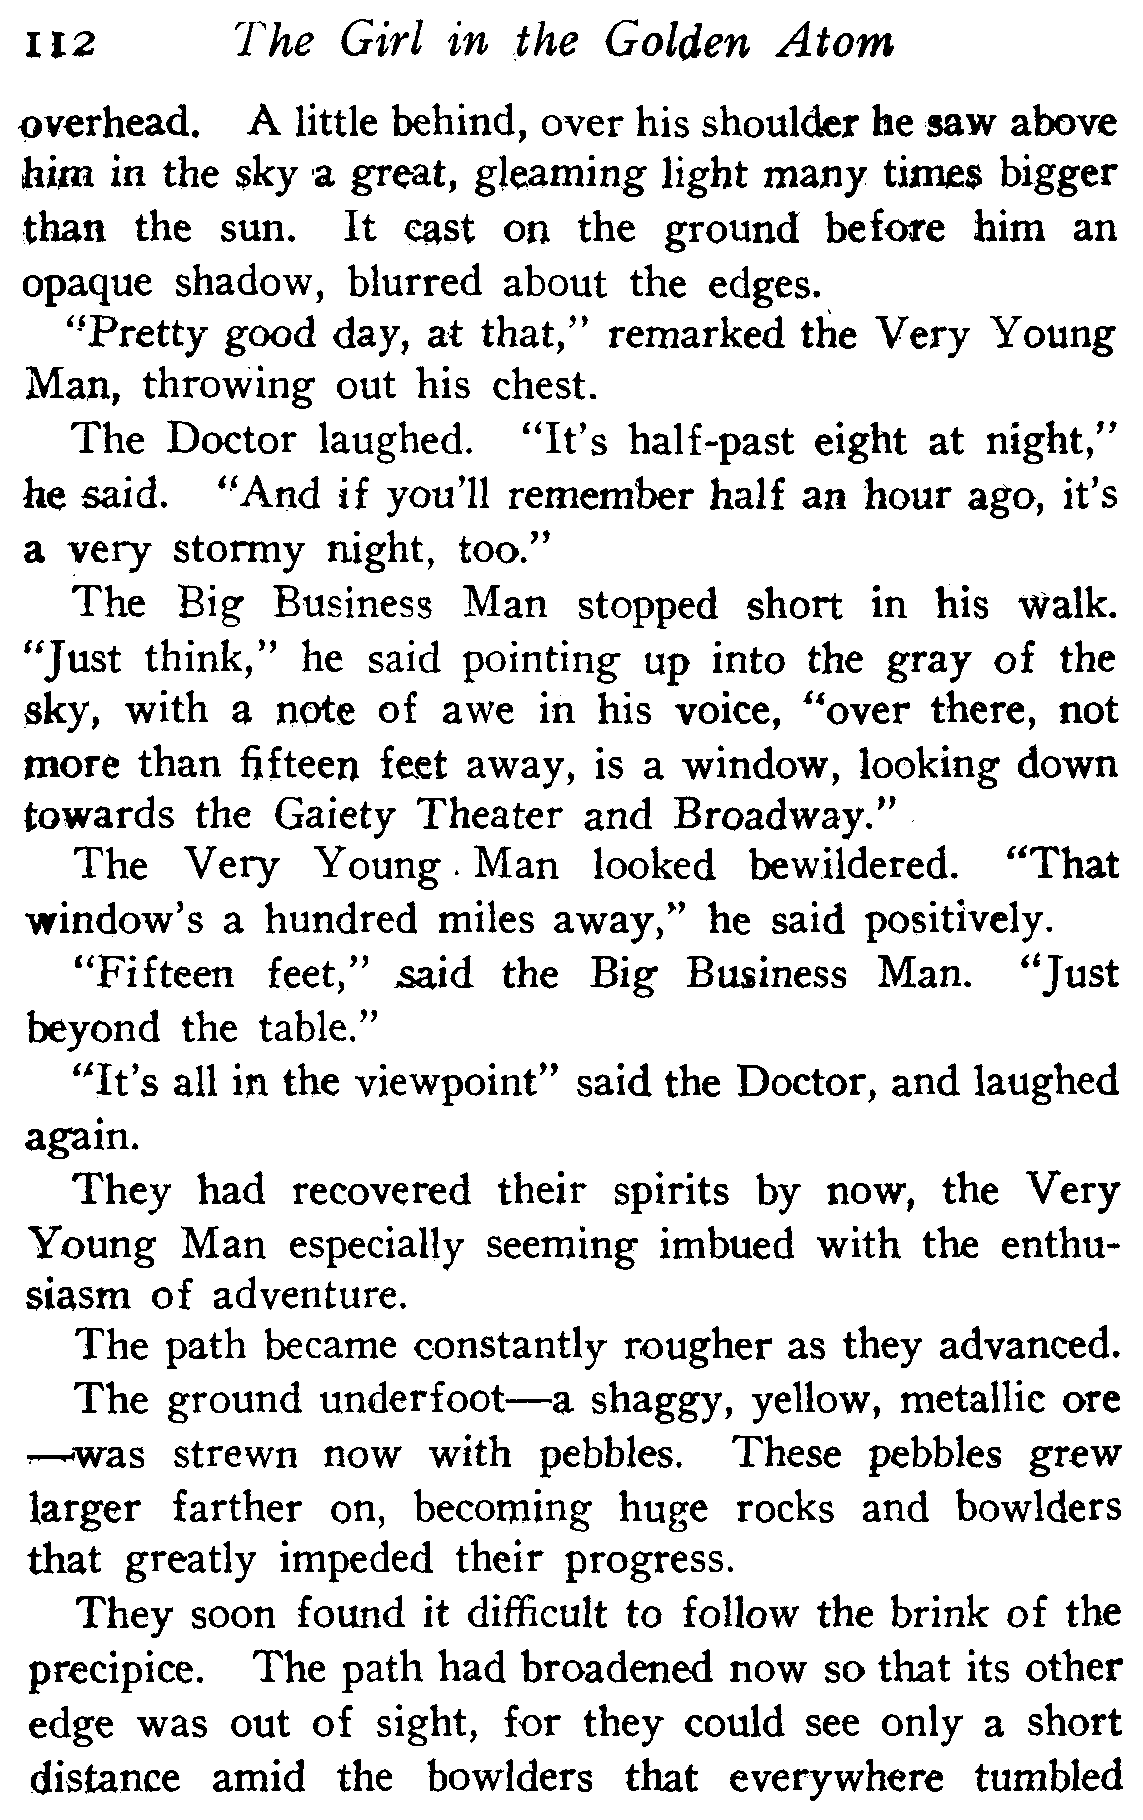 112 The Girl in the Golden Atom
overhead. A little behind, over his shoulder he saw above
him in the sky a great, gleaming light many times bigger
than the sun. It cast on the ground before him an
opaque shadow, blurred about the edges.
"Pretty good day, at that," remarked the Very Young
Man, throwing out his chest.
The Doctor laughed. "It's half-past eight at night,"
he said. "And if you'll remember half an hour ago, it's
a very stormy night, too."
The Big Business Man stopped short in his walk.
"Just think," he said pointing up into the gray of the
sky, with a note of awe in his voice, "over there, not
more than fifteen feet away, is a window, looking down
towards the Gaiety Theater and Broadway."
The Very Young Man looked bewildered. "That
window's a hundred miles away," he said positively.
"Fifteen feet," said the Big Business Man. "Just
beyond the table."
"It's all in the viewpoint" said the Doctor, and laughed
again.
They had recovered their spirits by now, the Very
Young Man especially seeming imbued with the enthu-
siasm of adventure.
The path became constantly rougher as they advanced.
The ground underfoot—a shaggy, yellow, metallic ore
—was strewn now with pebbles. These pebbles grew
larger farther on, becoming huge rocks and bowlders
that greatly impeded their progress.
They soon found it difficult to follow the brink of the
precipice. The path had broadened now so that its other
edge was out of sight, for they could see only a short
distance amid the bowlders that everywhere tumbled